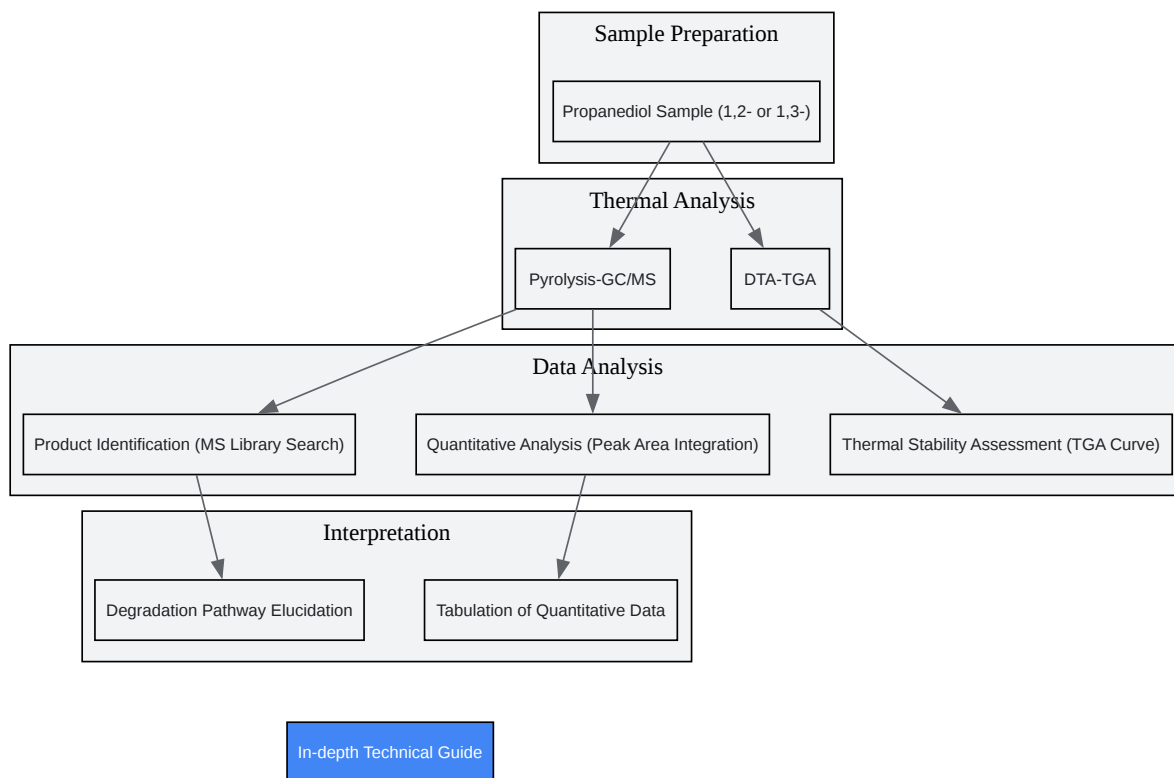 Sample Preparation
Propanediol Sample (1,2- or 1,3-)
Thermal Analysis
Pyrolysis-GC/MS
DTA-TGA
Data Analysis
Product Identification (MS Library Search)
Quantitative Analysis (Peak Area Integration)
Thermal Stability Assessment (TGA Curve)
Interpretation
Degradation Pathway Elucidation
Tabulation of Quantitative Data
In-depth Technical Guide